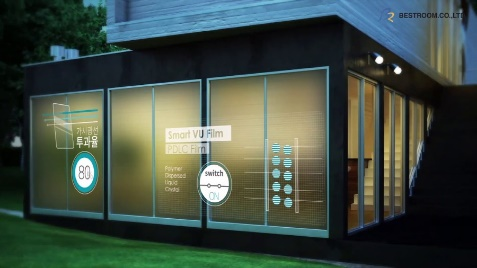 BESTROOM.CO.,LTD
가시광선
투과율
80
Smart VU Film
PDLC Film
Polymer
Dispersed
Liquid
Crystal
switch
ON